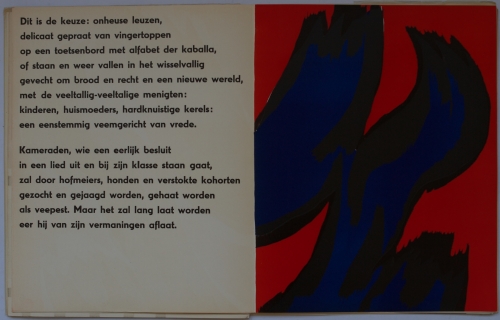 Dit is de keuze: onheuse leuzen,
delicaat gepraat van vingertoppen
op een toetsenbord met alfabet der kaballa,
of staan en weer vallen in het wisselvallig
gevecht om brood en recht en een nieuwe wereld,
met de veeltallig-veeltalige menigten:
kinderen, huismoeders, hardknuistige kerels:
een eenstemmig veemgericht van vrede.
Kameraden, wie een eerlijk besluit
in een lied uit en bij zijn klasse staan gaat,
zal door hofmeiers, honden en verstokte kohorten
gezocht en gejaagd worden, gehaat worden
als veepest. Maar het zal lang laat worden
eer hij van zijn vermaningen aflaat.